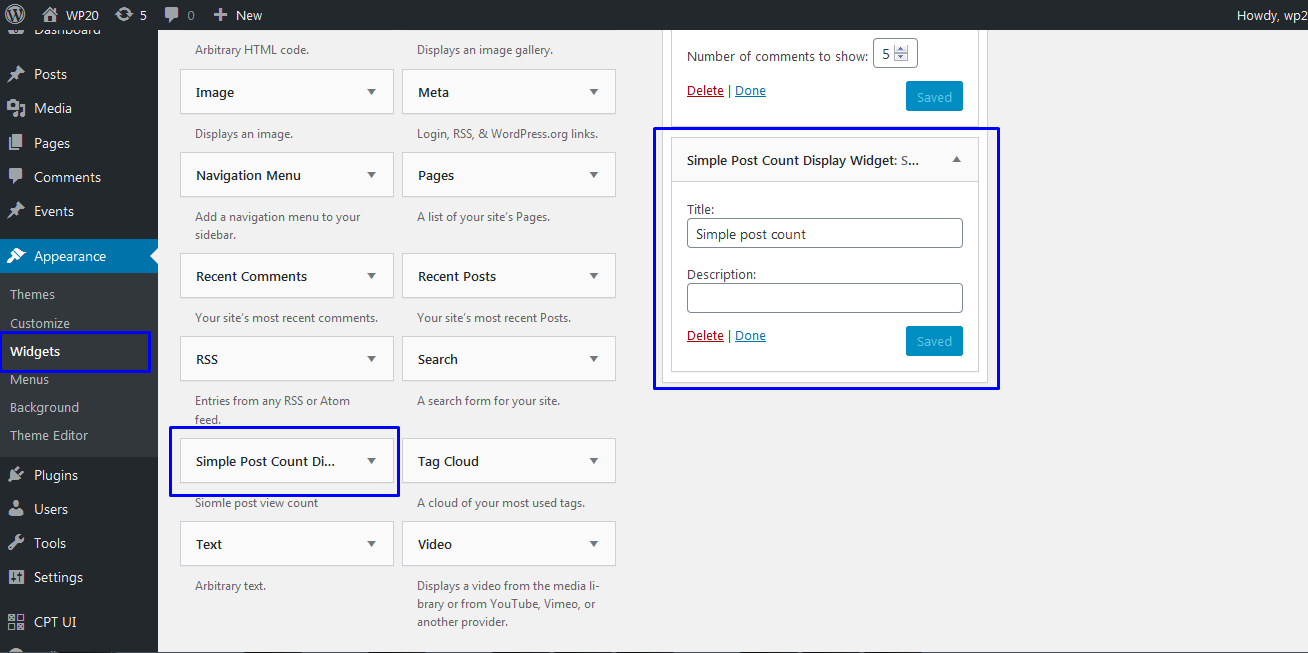 WP20 5 0 New
Howdy, wp2
Dashboard
Posts
Media
Pages
Comments
Events
Appearance
Themes
Customize
Widgets
Menus
Background
Theme Editor
Plugins
Users
Tools
Settings
CPT UI
Arbitrary HTML code.
Displays an image gallery.
Image
Meta
Displays an image.
Login, RSS, & WordPress.org links.
Navigation Menu
Pages
Add a navigation menu to your
sidebar.
A list of your site's Pages.
Recent Comments
Recent Posts
Your site's most recent comments.
Your site's most recent Posts.
RSS
Search
Entries from any RSS or Atom
feed.
A search form for your site.
Simple Post Count Di...
Tag Cloud
Siomle post view count
A cloud of your most used tags.
Text
Video
Arbitrary text.
Displays a video from the media li-
brary or from YouTube, Vimeo, or
another provider.
Number of comments to show: 5
Delete | Done
Saved
Simple Post Count Display Widget: S...
Title:
Simple post count
Description:
Delete | Done
Saved